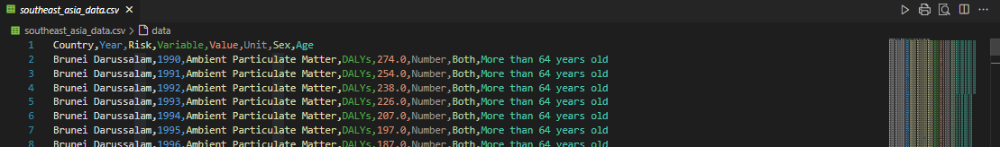 southeast_asia_data.csv
southeast_asia_data.csv > data
1 Country,Year,Risk,Variable,Value,Unit,Sex,Age
2 Brunei Darussalam,1990,Ambient Particulate Matter,DALYs,274.0,Number,Both,More than 64 years old
3 Brunei Darussalam,1991,Ambient Particulate Matter,DALYs,254.0,Number,Both,More than 64 years old
4 Brunei Darussalam,1992,Ambient Particulate Matter,DALYs,238.0,Number,Both,More than 64 years old
5 Brunei Darussalam,1993,Ambient Particulate Matter,DALYs,226.0,Number,Both,More than 64 years old
6 Brunei Darussalam,1994,Ambient Particulate Matter,DALYs,207.0,Number,Both,More than 64 years old
7 Brunei Darussalam,1995,Ambient Particulate Matter,DALYs,197.0,Number,Both,More than 64 years old
8 Brunei Darussalam,1996,Ambient Particulate Matter,DALYs,187.0,Number,Both,More than 64 years old